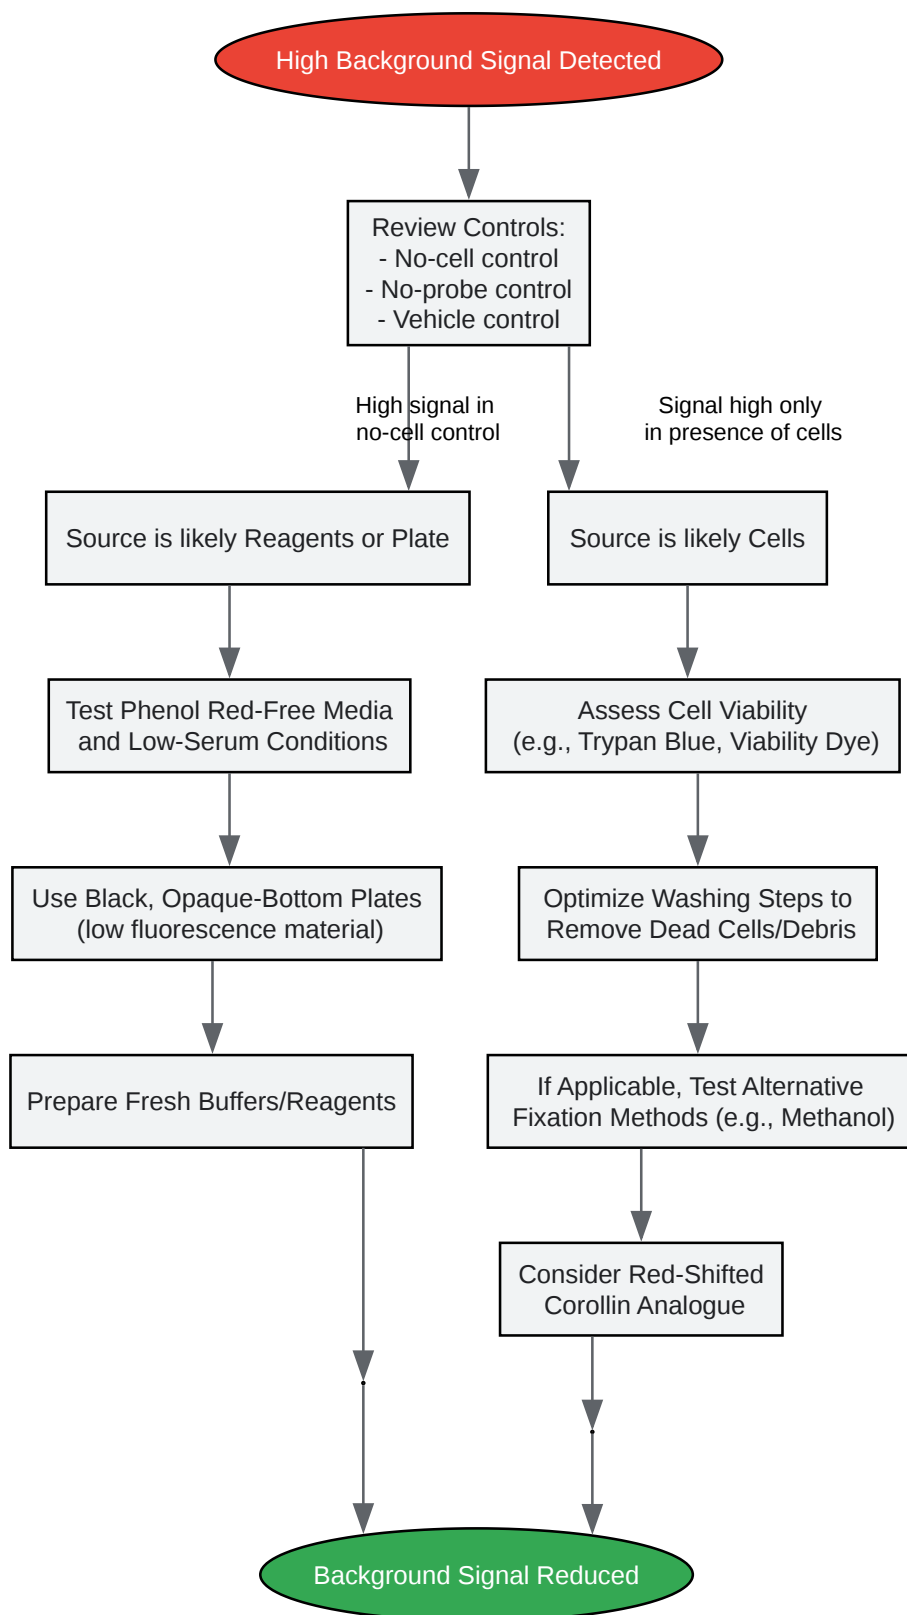 High Background Signal Detected
Review Controls:
- No-cell control
- No-probe control
- Vehicle control
High signal in
no-cell control
Signal high only
in presence of cells
Source is likely Reagents or Plate
Source is likely Cells
Test Phenol Red-Free Media
and Low-Serum Conditions
Assess Cell Viability
(e.g., Trypan Blue, Viability Dye)
Use Black, Opaque-Bottom Plates
(low fluorescence material)
Optimize Washing Steps to
Remove Dead Cells/Debris
Prepare Fresh Buffers/Reagents
If Applicable, Test Alternative
Fixation Methods (e.g., Methanol)
Consider Red-Shifted
Corollin Analogue
Background Signal Reduced